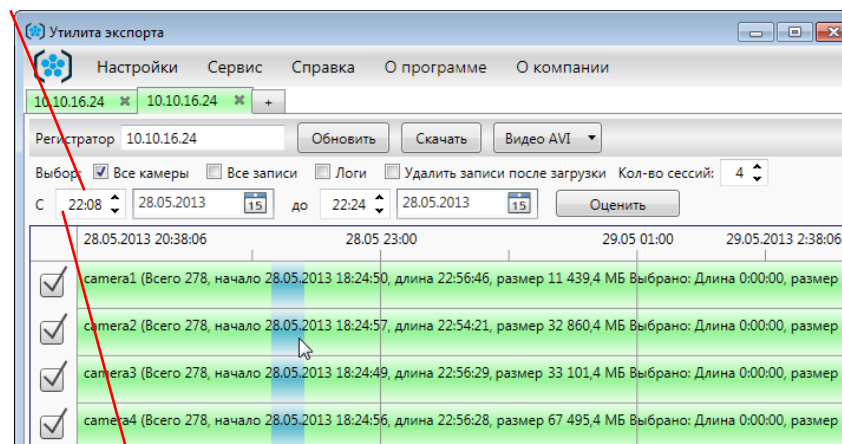 Утилита экспорта
Настройки Сервис Справка О программе О компании
10.10.16.24 10.10.16.24 +
Регистратор 10.10.16.24 Обновить Скачать Видео AVI
Выбор: Все камеры Все записи Логи Удалить записи после загрузки Кол-во сессий: 4
С 22:08 28.05.2013 15 до 22:24 28.05.2013 15 Оценить
28.05.2013 20:38:06 28.05 23:00 29.05 01:00 29.05.2013 2:38:06
camera1 (Всего 278, начало 28.05.2013 18:24:50, длина 22:56:46, размер 11 439,4 МБ Выбрано: Длина 0:00:00, размер
camera2 (Всего 278, начало 28.05.2013 18:24:57, длина 22:54:21, размер 32 860,4 МБ Выбрано: Длина 0:00:00, размер
camera3 (Всего 278, начало 28.05.2013 18:24:49, длина 22:56:29, размер 33 101,4 МБ Выбрано: Длина 0:00:00, размер
camera4 (Всего 278, начало 28.05.2013 18:24:56, длина 22:56:28, размер 67 495,4 МБ Выбрано: Длина 0:00:00, размер